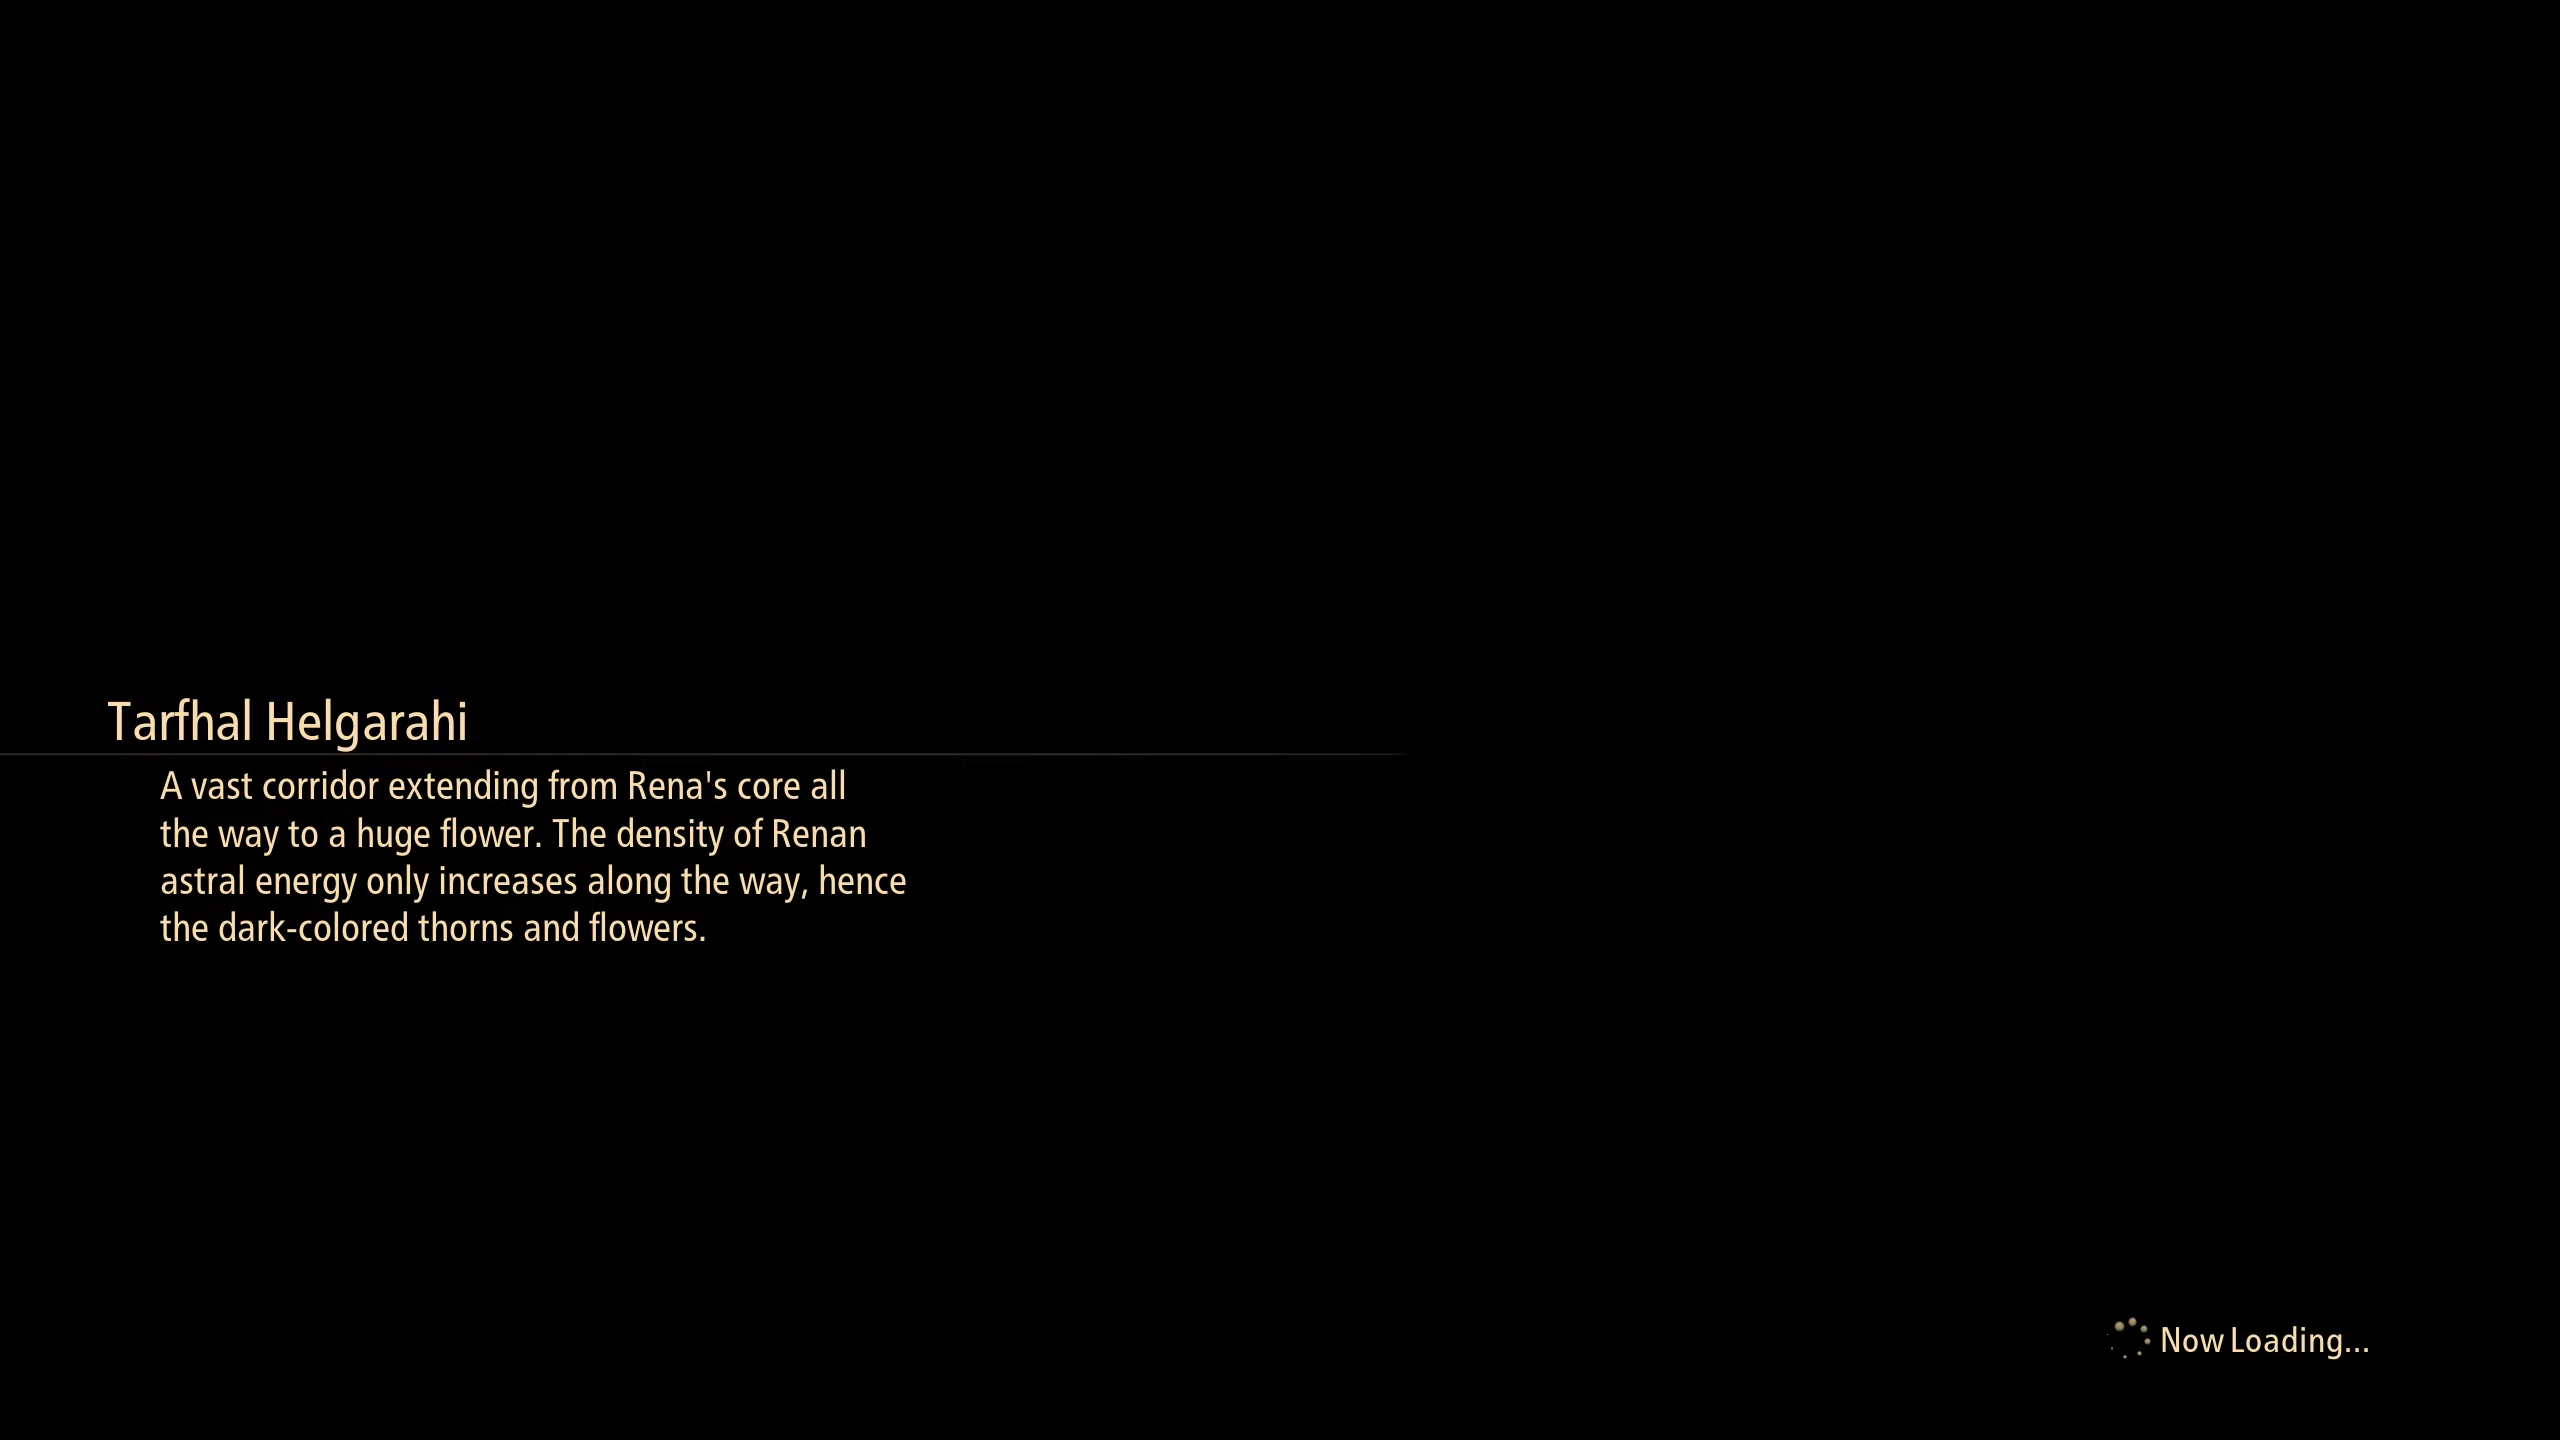 Tarfhal Helgarahi
A vast corridor extending from Rena's core all
the way to a huge flower. The density of Renan
astral energy only increases along the way, hence
the dark-colored thorns and flowers.
Now Loading...